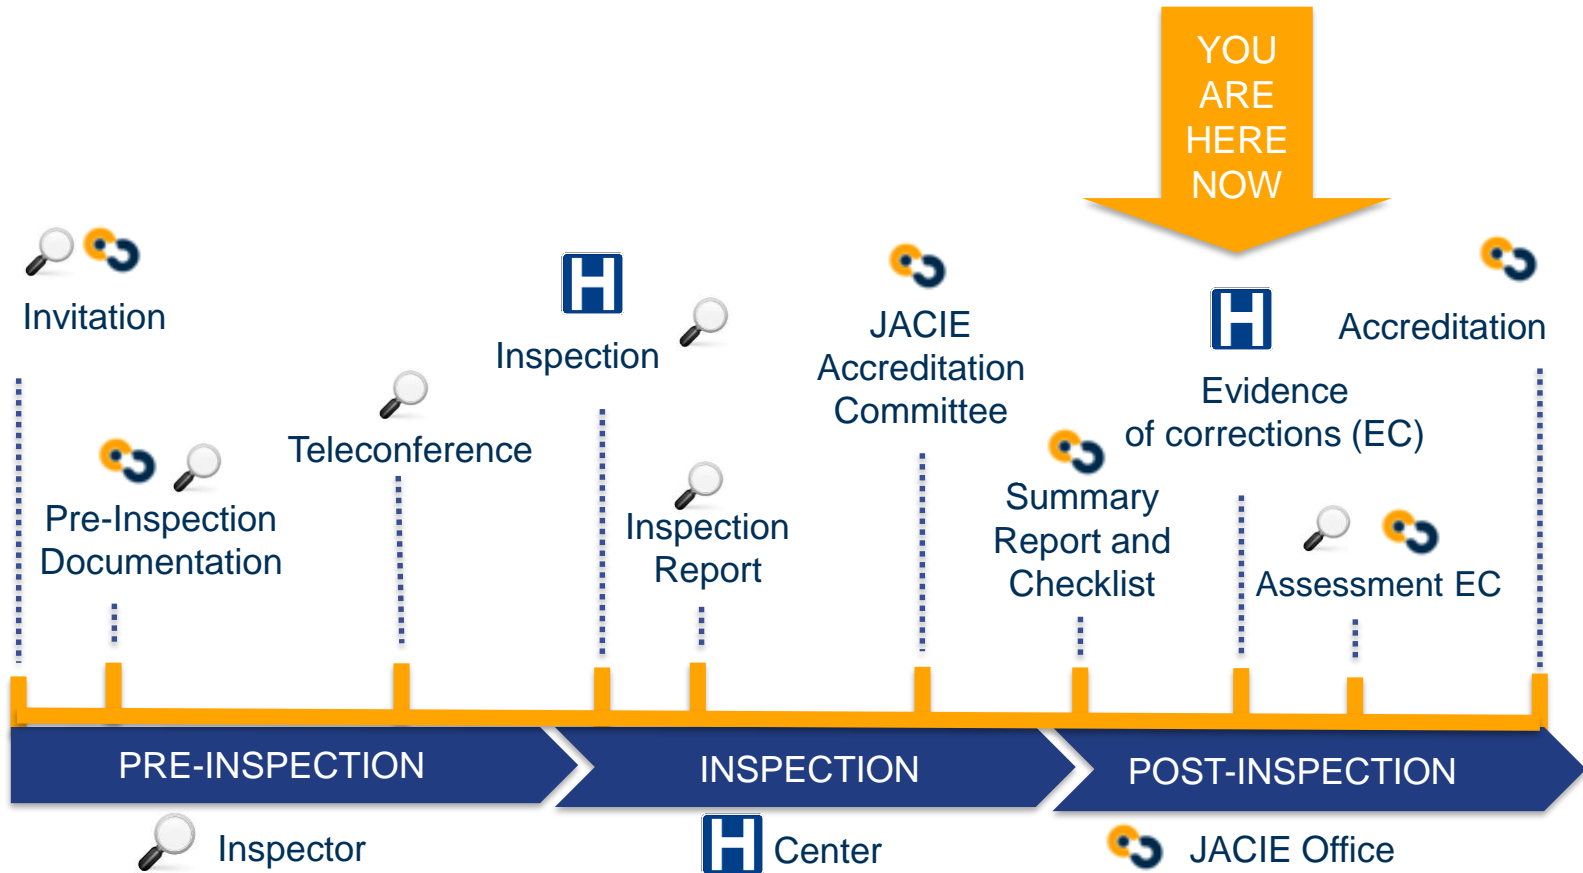 YOU
ARE
HERE
NOW
Invitation
Pre-Inspection
Documentation
Teleconference
Inspection
Inspection
Report
JACIE
Accreditation
Committee
Summary
Report and
Checklist
Evidence
of corrections (EC)
Assessment EC
Accreditation
PRE-INSPECTION
INSPECTION
POST-INSPECTION
Inspector
H Center
JACIE Office